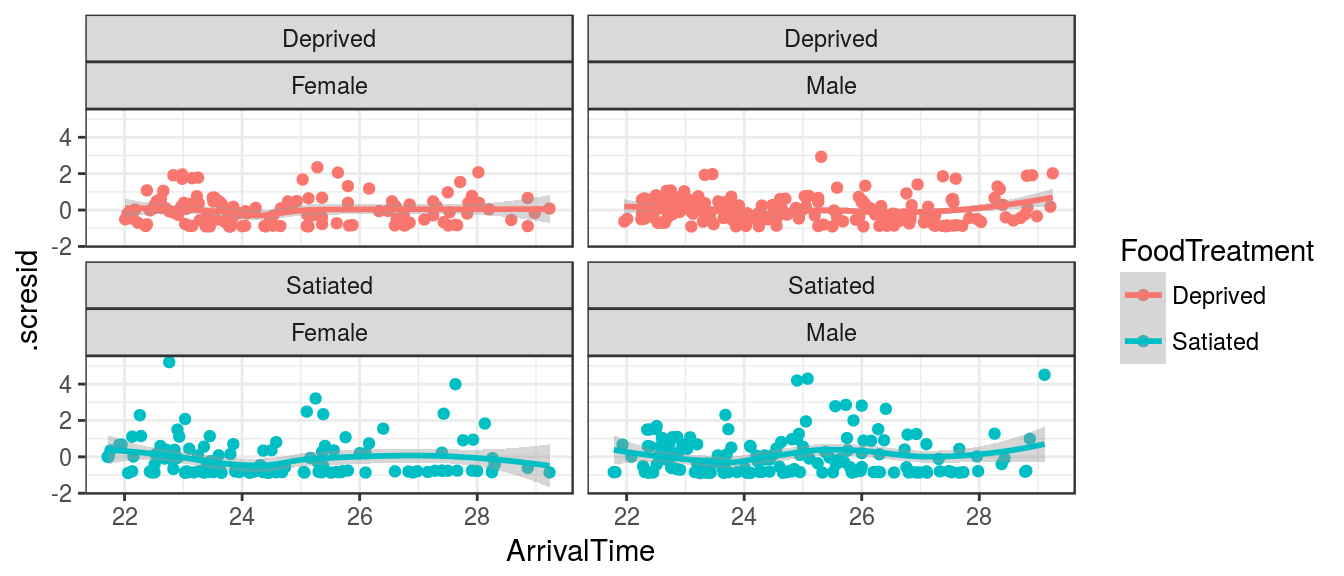 Deprived
Deprived
Female
Male
4
2
0
-2
Satiated
Satiated
Female
Male
4
2
0
-2
22
24
26
28
22
24
26
28
ArrivalTime
.scresid
FoodTreatment
Deprived
Satiated